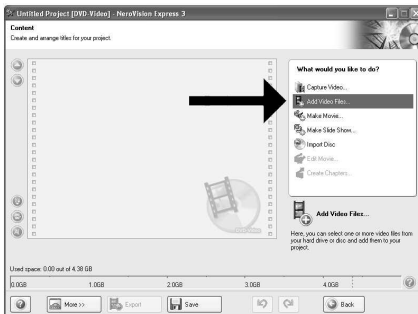 Untitled Project [DVD-Video] - NeroVision Express 3
Content
Create and arrange titles for your project.
What would you like to do?
Capture Video...
Add Video Files...
Make Movie...
Make Slide Show...
Import Disc
Edit Movie...
Create Chapters...
Add Video Files...
Here, you can select one or more video files from
your hard drive or disc and add them to your
project.
Used space: 0.00 out of 4.38 GB
0.0GB 1.0GB 2.0GB 3.0GB 4.0GB
More >> Export Save Back